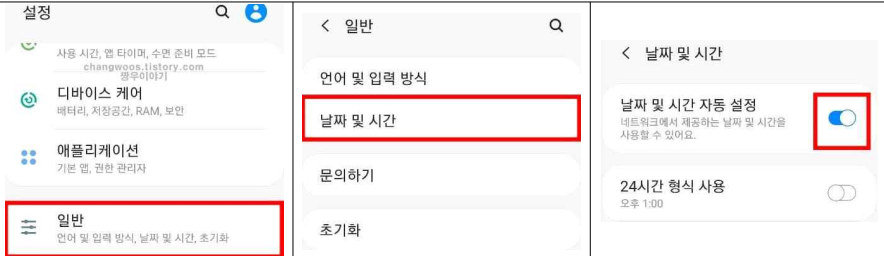 설정
사용 시간, 앱 타이머, 수면 준비 모드
changwoos.tistory.com
짱우이야기
디바이스 케어
배터리, 저장공간, RAM, 보안
애플리케이션
기본 앱, 권한 관리자
일반
언어 및 입력 방식, 날짜 및 시간, 초기화
일반
언어 및 입력 방식
날짜 및 시간
문의하기
초기화
날짜 및 시간
날짜 및 시간 자동 설정
네트워크에서 제공하는 날짜 및 시간을
사용할 수 있어요.
24시간 형식 사용
오후 1:00